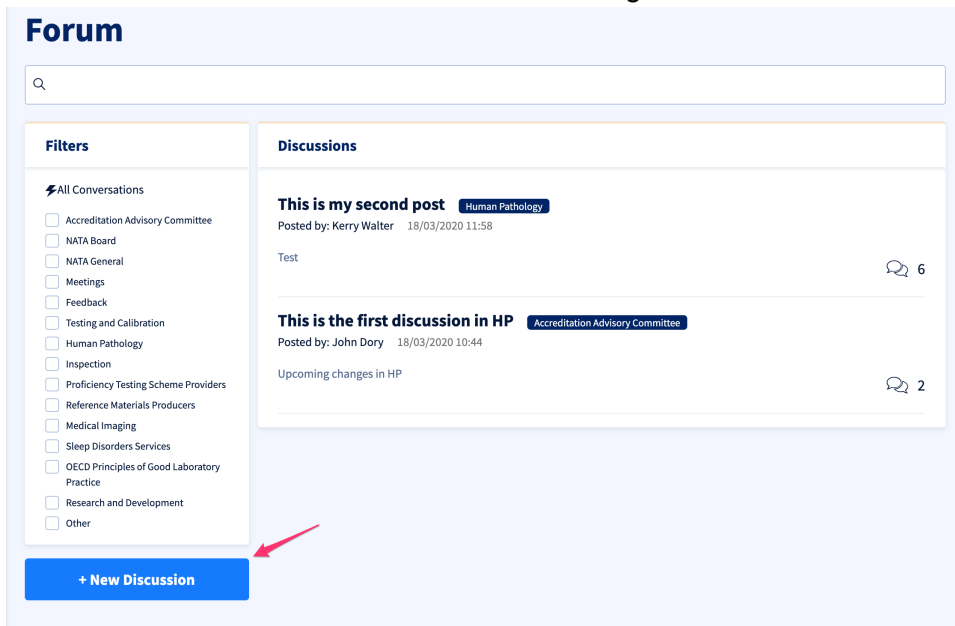 Forum
Filters
All Conversations
Accreditation Advisory Committee
NATA Board
NATA General
Meetings
Feedback
Testing and Calibration
Human Pathology
Inspection
Proficiency Testing Scheme Providers
Reference Materials Producers
Medical Imaging
Sleep Disorders Services
OECD Principles of Good Laboratory
Practice
Research and Development
Other
+ New Discussion
Discussions
This is my second post Human Pathology
Posted by: Kerry Walter 18/03/2020 11:58
Test
6
This is the first discussion in HP Accreditation Advisory Committee
Posted by: John Dory 18/03/2020 10:44
Upcoming changes in HP
2